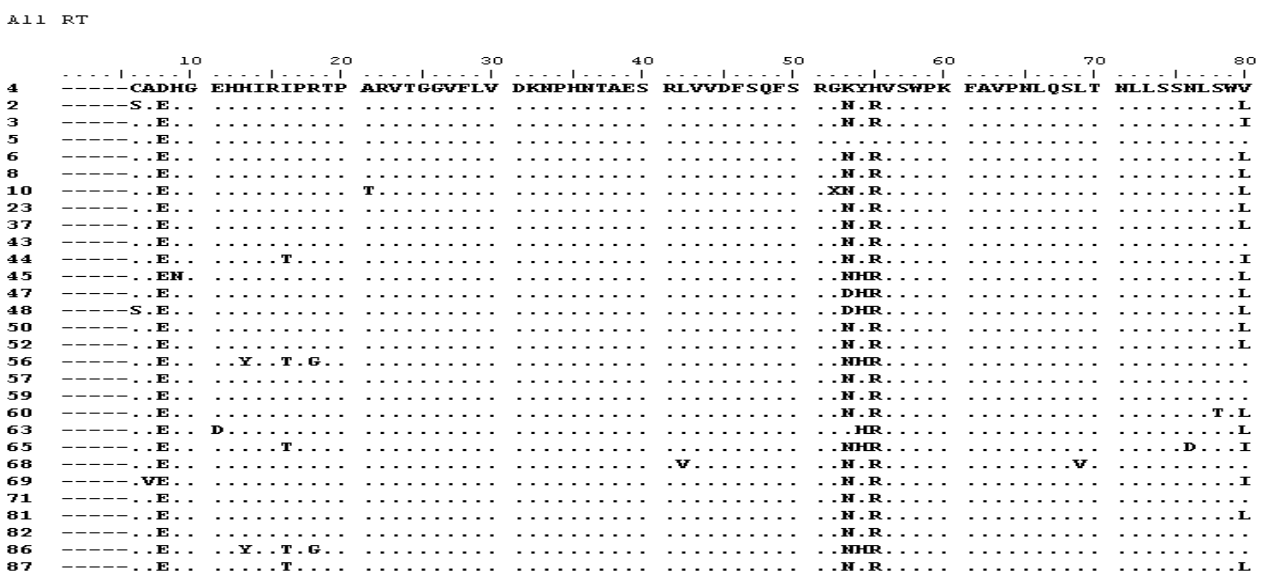 All RT
10 20 30 40 50 60 70 80
....|....| ....|....| ....|....| ....|....| ....|....| ....|....| ....|....| ....|....|
4 -----CADHG EHHIRIPRTP ARVTGGVFLV DKNPHNTAES RLVVDFSQFS RGKYHVSWPK FAVPNLQSLT NLLSSNLSWV
2 -----S.E.. .......... .......... .......... .......... ..N.R..... .......... .........L
3 -----..E.. .......... .......... .......... .......... ..N.R..... .......... .........I
5 -----..E.. .......... .......... .......... .......... .......... .......... ..........
6 -----..E.. .......... .......... .......... .......... ..N.R..... .......... .........L
8 -----..E.. .......... .......... .......... .......... ..N.R..... .......... .........L
10 -----..E.. .......... T......... .......... .......... .XN.R..... .......... .........L
23 -----..E.. .......... .......... .......... .......... ..N.R..... .......... .........L
37 -----..E.. .......... .......... .......... .......... ..N.R..... .......... .........L
43 -----..E.. .......... .......... .......... .......... ..N.R..... .......... ..........
44 -----..E.. .....T.... .......... .......... .......... ..N.R..... .......... .........I
45 -----..EN. .......... .......... .......... .......... ..NHR..... .......... .........L
47 -----..E.. .......... .......... .......... .......... ..DHR..... .......... .........L
48 -----S.E.. .......... .......... .......... .......... ..DHR..... .......... .........L
50 -----..E.. .......... .......... .......... .......... ..N.R..... .......... .........L
52 -----..E.. .......... .......... .......... .......... ..N.R..... .......... .........L
56 -----..E.. ..Y..T.G.. .......... .......... .......... ..NHR..... .......... ..........
57 -----..E.. .......... .......... .......... .......... ..N.R..... .......... ..........
59 -----..E.. .......... .......... .......... .......... ..N.R..... .......... ..........
60 -----..E.. .......... .......... .......... .......... ..N.R..... .......... .......T.L
63 -----..E.. D......... .......... .......... .......... ...HR..... .......... .........L
65 -----..E.. .....T.... .......... .......... .......... ..NHR..... .......... .....D...I
68 -----..E.. .......... .......... .......... .V........ ..N.R..... ........V. ..........
69 -----.VE.. .......... .......... .......... .......... ..N.R..... .......... .........I
71 -----..E.. .......... .......... .......... .......... ..N.R..... .......... ..........
81 -----..E.. .......... .......... .......... .......... ..N.R..... .......... .........L
82 -----..E.. .......... .......... .......... .......... ..N.R..... .......... ..........
86 -----..E.. ..Y..T.G.. .......... .......... .......... ..NHR..... .......... ..........
87 -----..E.. .....T.... .......... .......... .......... ..N.R..... .......... .........L